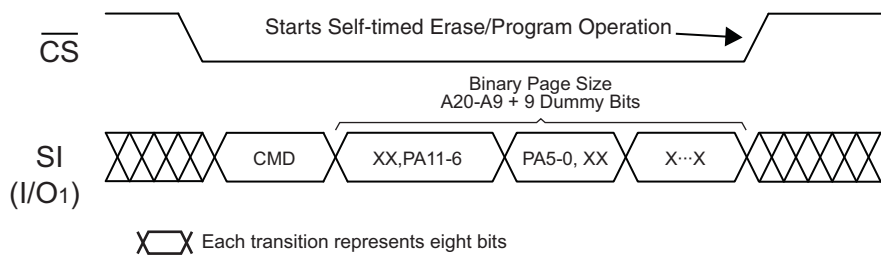 Starts Self-timed Erase/Program Operation
CS
Binary Page Size
A20-A9 + 9 Dummy Bits
SI
(I/O1)
CMD
XX,PA11-6
PA5-0, XX
X···X
Each transition represents eight bits